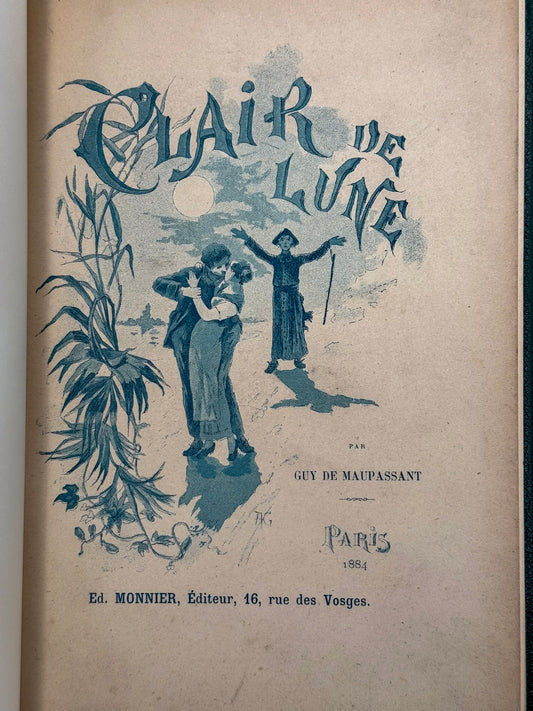 CLAIR DE
LUNE
PAR
GUY DE MAUPASSANT
PARIS
1884
Ed. MONNIER, Éditeur, 16, rue des Vosges.